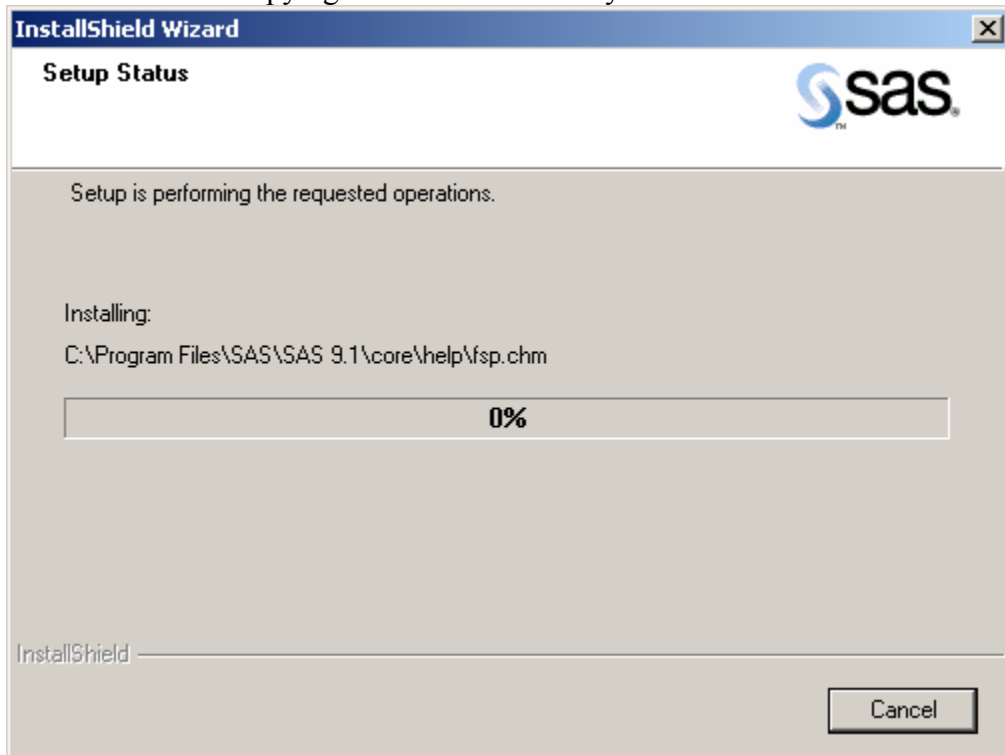 InstallShield Wizard
Setup Status
sas.
TM
Setup is performing the requested operations.
Installing:
C:\Program Files\SAS\SAS 9.1\core\help\fsp.chm
0%
InstallShield
Cancel